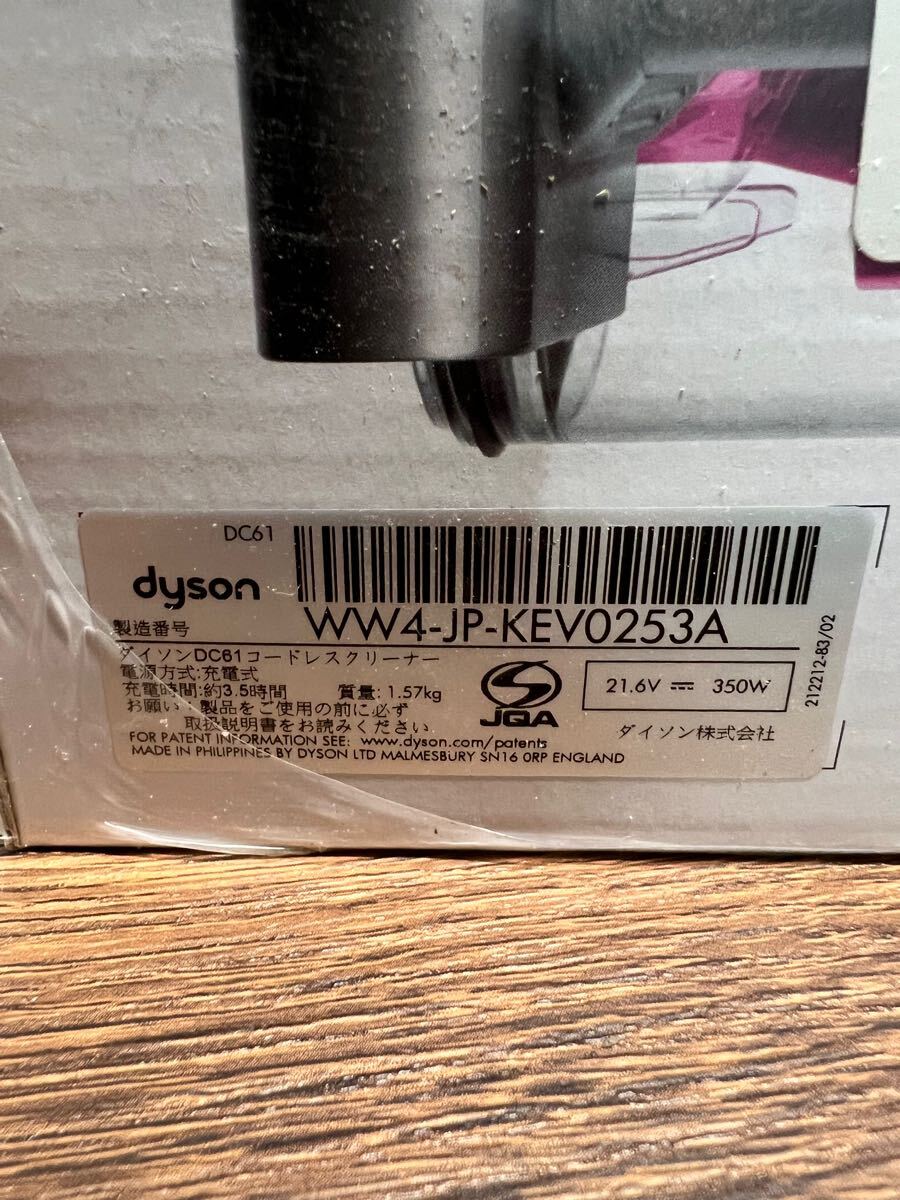 DC61
dyson
製造番号 WW4-JP-KEV0253A
ダイソンDC61コードレスクリーナー
電源方式:充電式
充電時間:約3.5時間 質量:1.57kg
お願い:製品をご使用の前に必ず
取扱説明書をお読みください
JQA
21.6V 350W
ダイソン株式会社
FOR PATENT INFORMATION SEE: www.dyson.com/patents
MADE IN PHILIPPINES BY DYSON LTD MALMESBURY SN16 0RP ENGLAND
212212-83/02